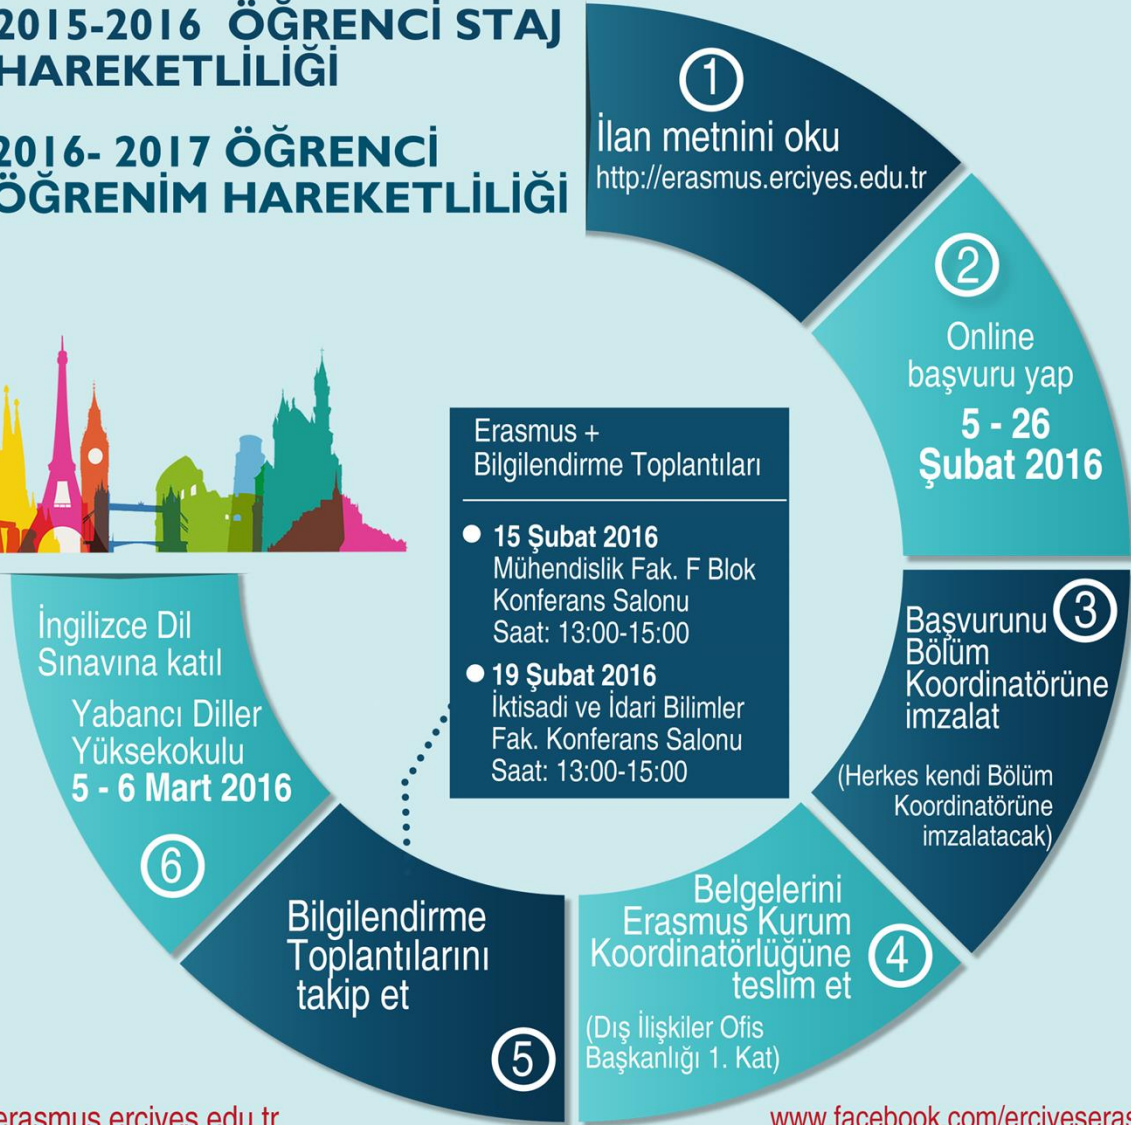 2015-2016 ÖĞRENCİ STAJ
HAREKETLİLİĞİ
2016- 2017 ÖĞRENCİ
ÖĞRENİM HAREKETLİLİĞİ
1
İlan metnini oku
http://erasmus.erciyes.edu.tr
2
Online
başvuru yap
5 - 26
Şubat 2016
3
Başvurunu
Bölüm
Koordinatörüne
imzalat
(Herkes kendi Bölüm
Koordinatörüne
imzalatacak)
4
Belgelerini
Erasmus Kurum
Koordinatörlüğüne
teslim et
(Dış İlişkiler Ofis
Başkanlığı 1. Kat)
5
Bilgilendirme
Toplantılarını
takip et
Erasmus +
Bilgilendirme Toplantıları
15 Şubat 2016
Mühendislik Fak. F Blok
Konferans Salonu
Saat: 13:00-15:00
19 Şubat 2016
İktisadi ve İdari Bilimler
Fak. Konferans Salonu
Saat: 13:00-15:00
İngilizce Dil
Sınavına katıl
Yabancı Diller
Yüksekokulu
5 - 6 Mart 2016
6
erasmus.erciyes.edu.tr
www.facebook.com/erciyeseras